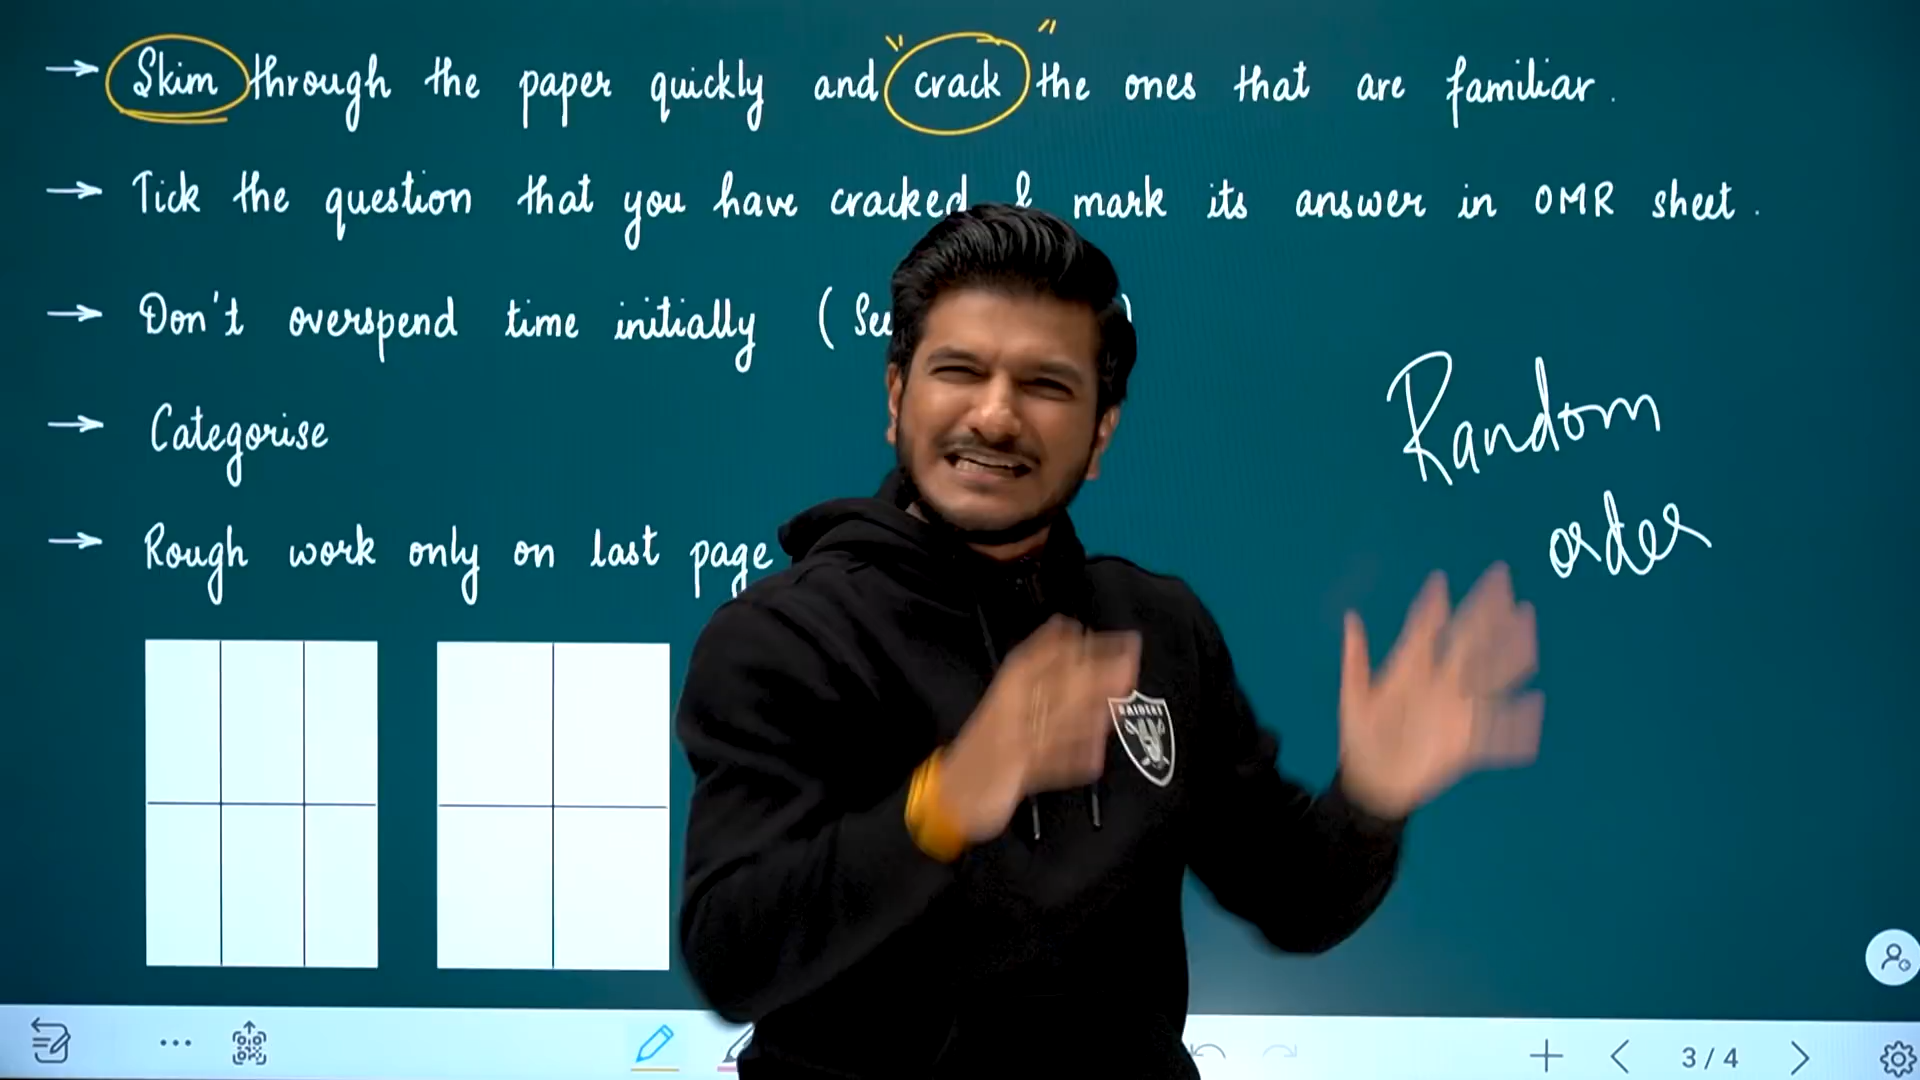 → Skim through the paper quickly and " crack " the ones that are familiar.
→ Tick the question that you have cracked & mark its answer in OMR sheet.
→ Don't overspend time initially ( )
→ Categorise
→ Rough work only on last page
Random
order
RAIDERS
3/4